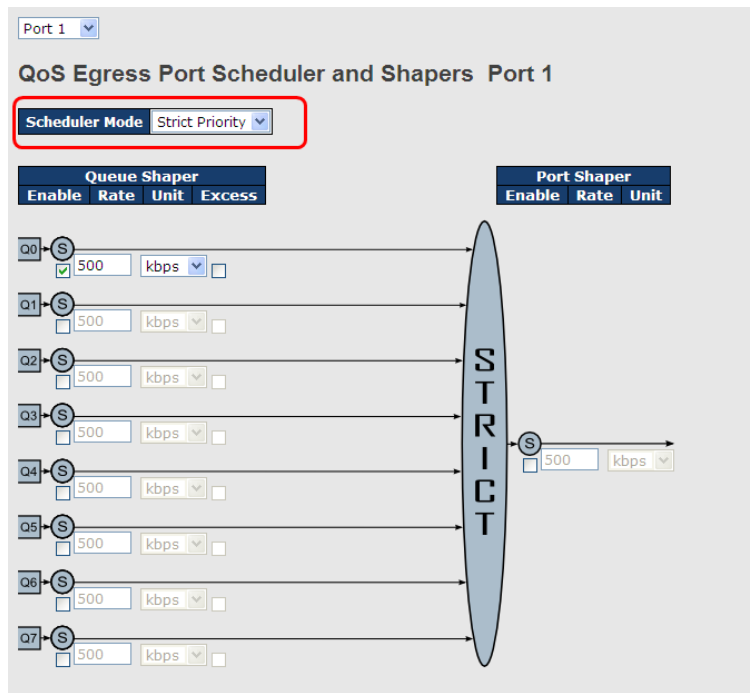 Port 1
QoS Egress Port Scheduler and Shapers Port 1
Scheduler Mode Strict Priority
Queue Shaper
Enable Rate Unit Excess
Port Shaper
Enable Rate Unit
Q0 S
500 kbps
Q1 S
500 kbps
Q2 S
500 kbps
Q3 S
500 kbps
Q4 S
500 kbps
Q5 S
500 kbps
Q6 S
500 kbps
Q7 S
500 kbps
STRICT
S
500 kbps